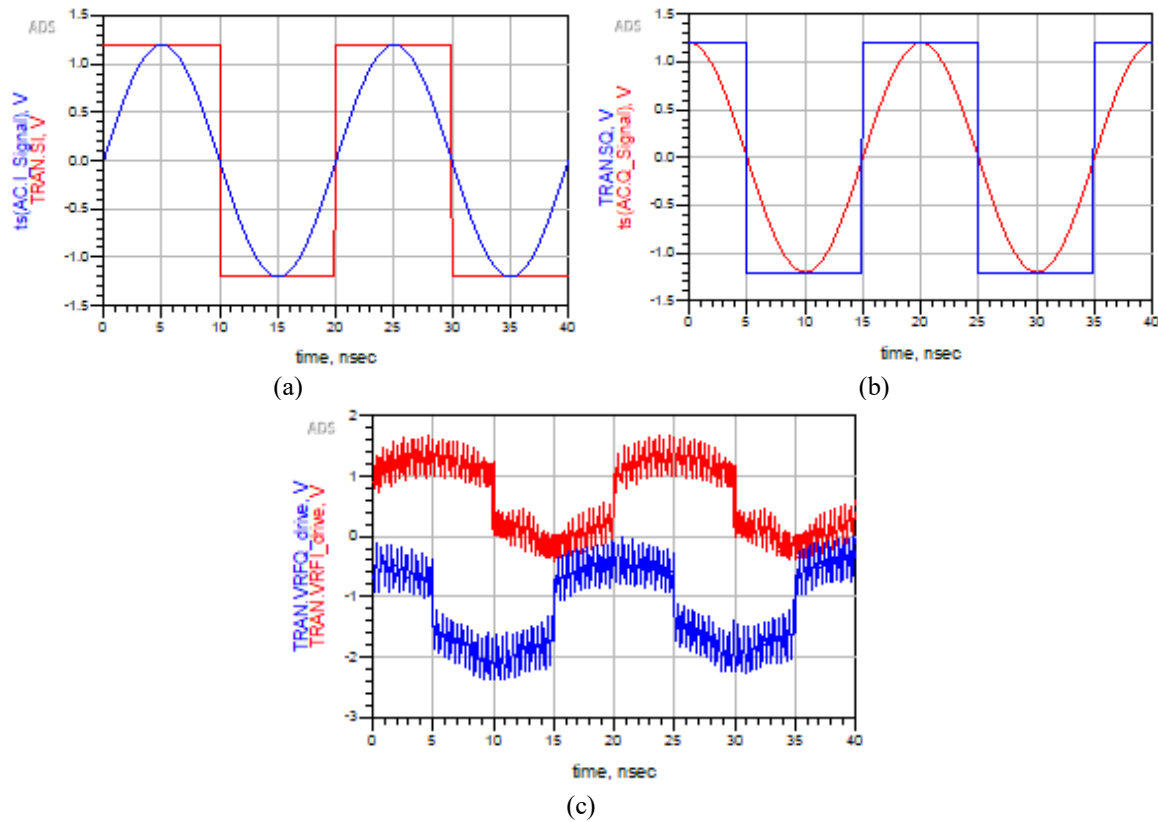 ADS
ts(AC.I_Signal), V
TRAN.SI, V
1.5
1.0
0.5
0.0
-0.5
-1.0
-1.5
0 5 10 15 20 25 30 35 40
time, nsec
(a)
ADS
TRAN.SQ, V
ts(AC.Q_Signal), V
1.5
1.0
0.5
0.0
-0.5
-1.0
-1.5
0 5 10 15 20 25 30 35 40
time, nsec
(b)
ADS
TRAN.VRFQ_drive, V
TRAN.VRFI_drive, V
2
1
0
-1
-2
-3
0 5 10 15 20 25 30 35 40
time, nsec
(c)